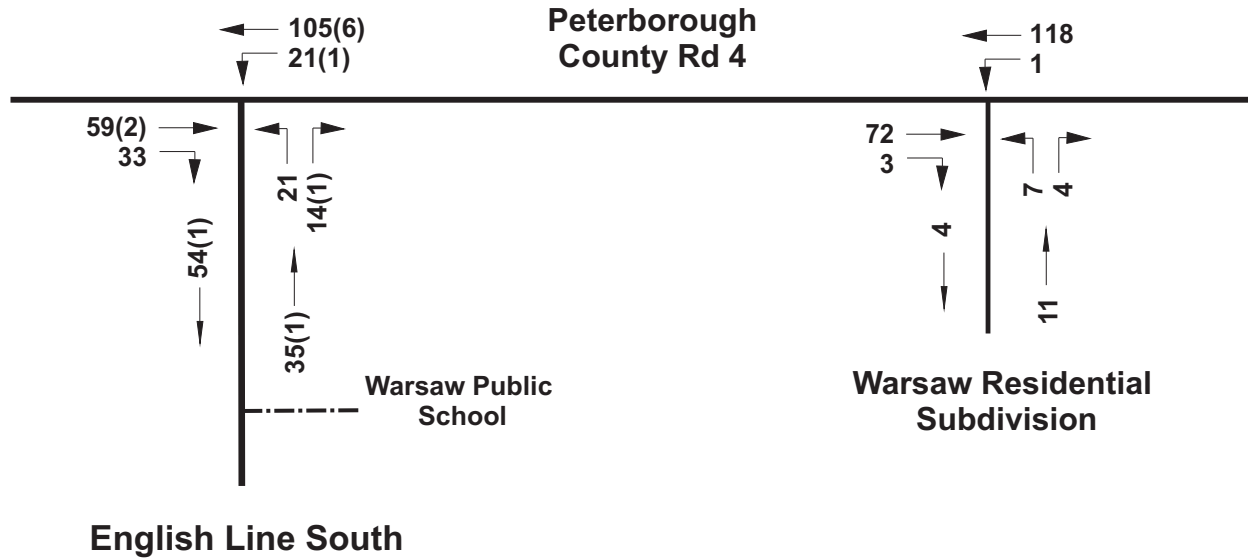 Peterborough
County Rd 4
105(6)
21(1)
118
1
59(2)
33
21
14(1)
72
3
7
4
54(1)
35(1)
4
11
Warsaw Public
School
Warsaw Residential
Subdivision
English Line South